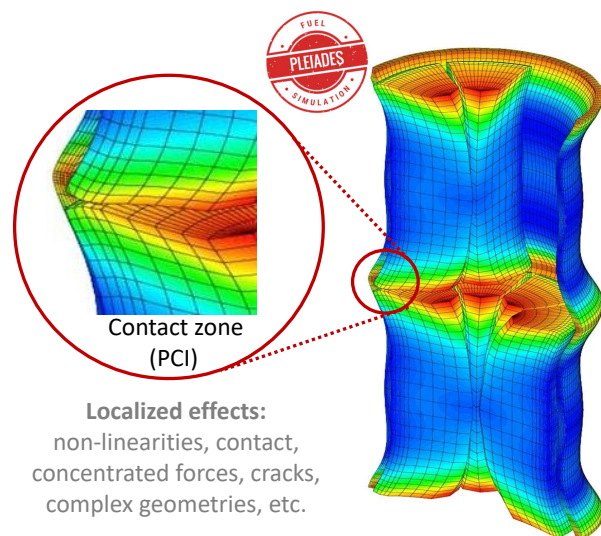 FUEL
PLEIADES
SIMULATION
Contact zone
(PCI)
Localized effects:
non-linearities, contact,
concentrated forces, cracks,
complex geometries, etc.